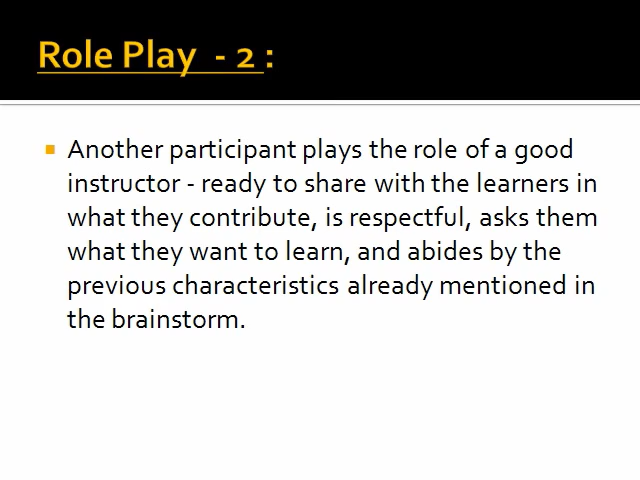 Role Play  - 2 :
Another participant plays the role of a good
instructor - ready to share with the learners in
what they contribute, is respectful, asks them
what they want to learn, and abides by the
previous characteristics already mentioned in
the brainstorm.